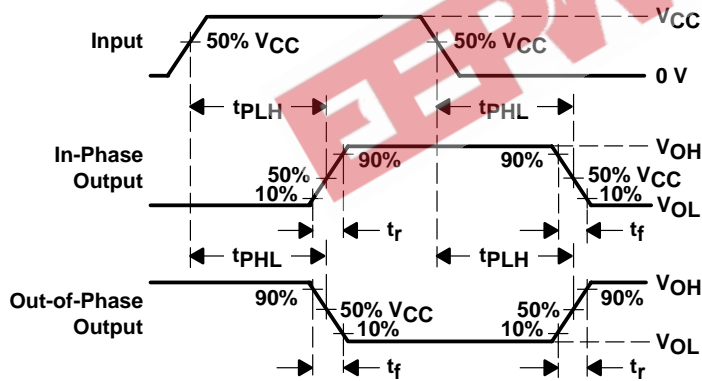 VCC
Input
50% VCC
50% VCC
0 V
tPLH
tPHL
In-Phase
Output
VOH
90%
90%
50%
50% VCC
10%
10%
VOL
tr
tf
tPHL
tPLH
Out-of-Phase
Output
VOH
90%
90%
50% VCC
50%
10%
10%
VOL
tf
tr
EEPW